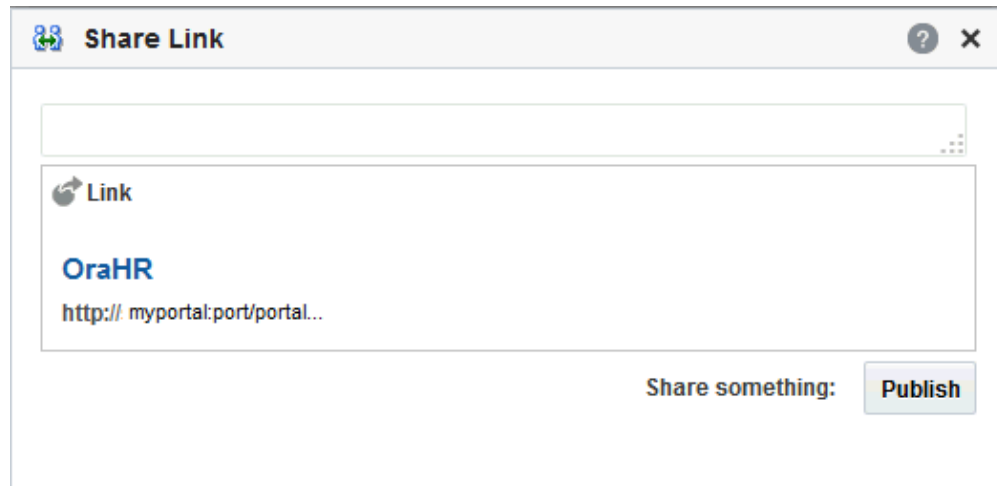 Share Link
Link
OraHR
http:// myportal:port/portal...
Share something: Publish